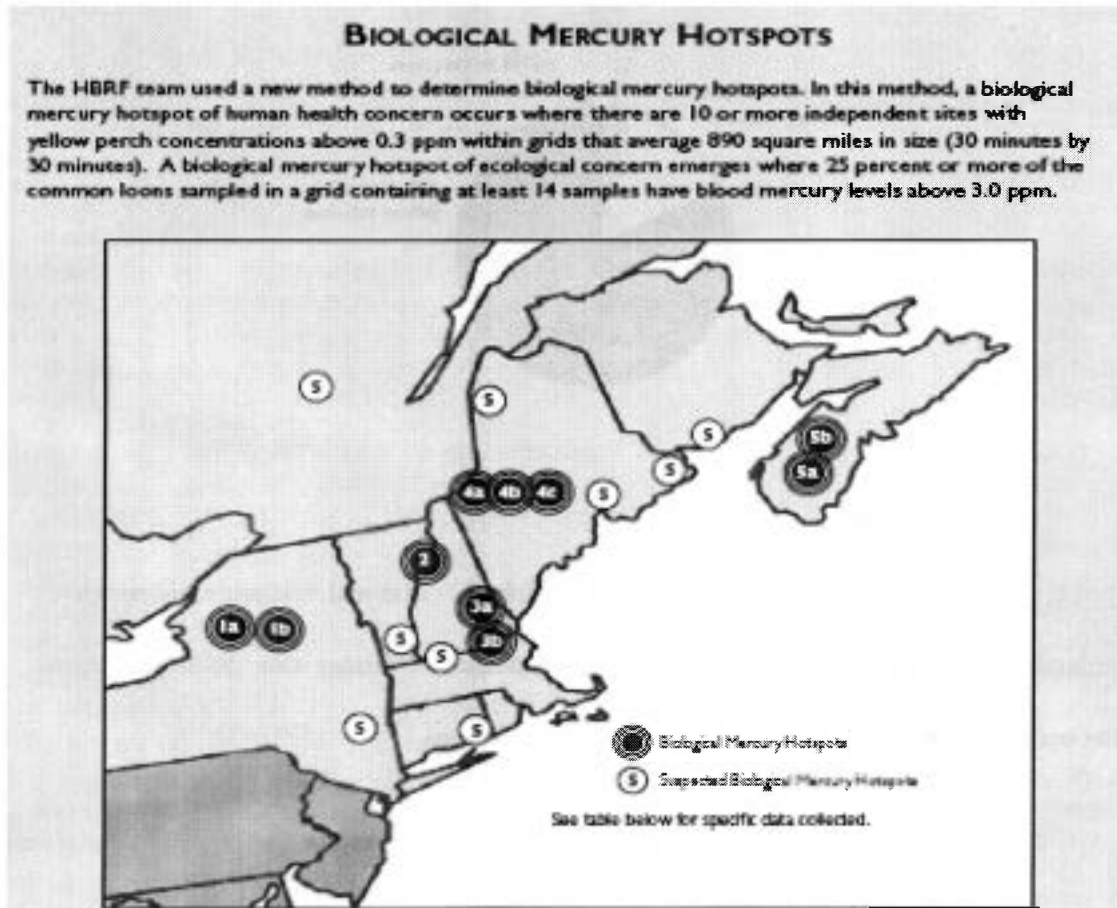 BIOLOGICAL MERCURY HOTSPOTS
The HBRF team used a new method to determine biological mercury hotspots. In this method, a biological
mercury hotspot of human health concern occurs where there are 10 or more independent sites with
yellow perch concentrations above 0.3 ppm within grids that average 890 square miles in size (30 minutes by
30 minutes). A biological mercury hotspot of ecological concern emerges where 25 percent or more of the
common loons sampled in a grid containing at least 14 samples have blood mercury levels above 3.0 ppm.
S
S
S
5b
S
5a
4a 4b 4c
S
2
3a
1a 1b
3b
S
S
S
S
Biological Mercury Hotspots
S Suspected Biological Mercury Hotspots
See table below for specific data collected.